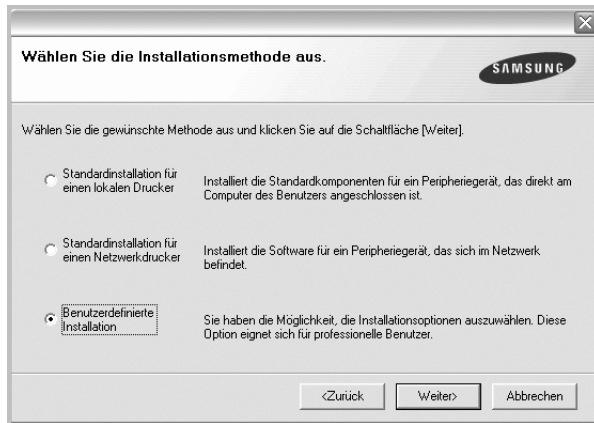 Wählen Sie die Installationsmethode aus.
SAMSUNG
Wählen Sie die gewünschte Methode aus und klicken Sie auf die Schaltfläche [Weiter].
Standardinstallation für
einen lokalen Drucker
Installiert die Standardkomponenten für ein Peripheriegerät, das direkt am
Computer des Benutzers angeschlossen ist.
Standardinstallation für
einen Netzwerkdrucker
Installiert die Software für ein Peripheriegerät, das sich im Netzwerk
befindet.
Benutzerdefinierte
Installation
Sie haben die Möglichkeit, die Installationsoptionen auszuwählen. Diese
Option eignet sich für professionelle Benutzer.
<Zurück
Weiter>
Abbrechen